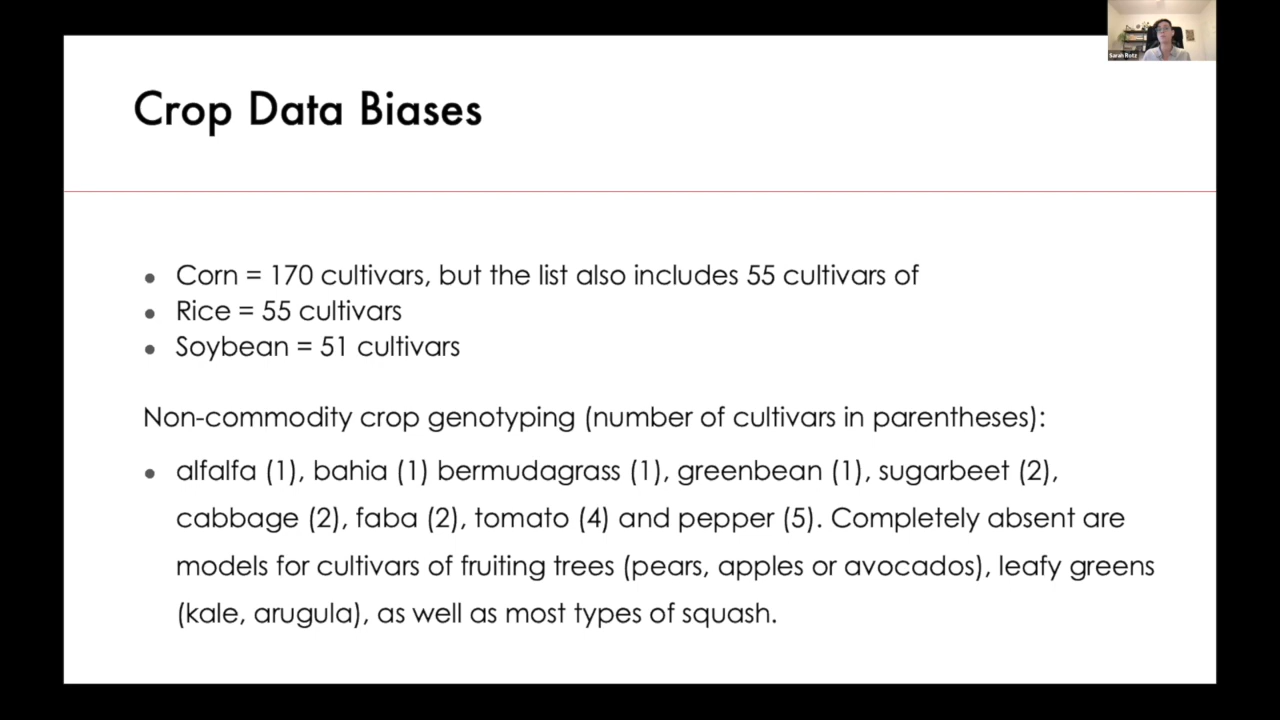 Sarah Rotz
Crop Data Biases
• Corn = 170 cultivars, but the list also includes 55 cultivars of
• Rice = 55 cultivars
• Soybean = 51 cultivars
Non-commodity crop genotyping (number of cultivars in parentheses):
• alfalfa (1), bahia (1) bermudagrass (1), greenbean (1), sugarbeet (2),
cabbage (2), faba (2), tomato (4) and pepper (5). Completely absent are
models for cultivars of fruiting trees (pears, apples or avocados), leafy greens
(kale, arugula), as well as most types of squash.